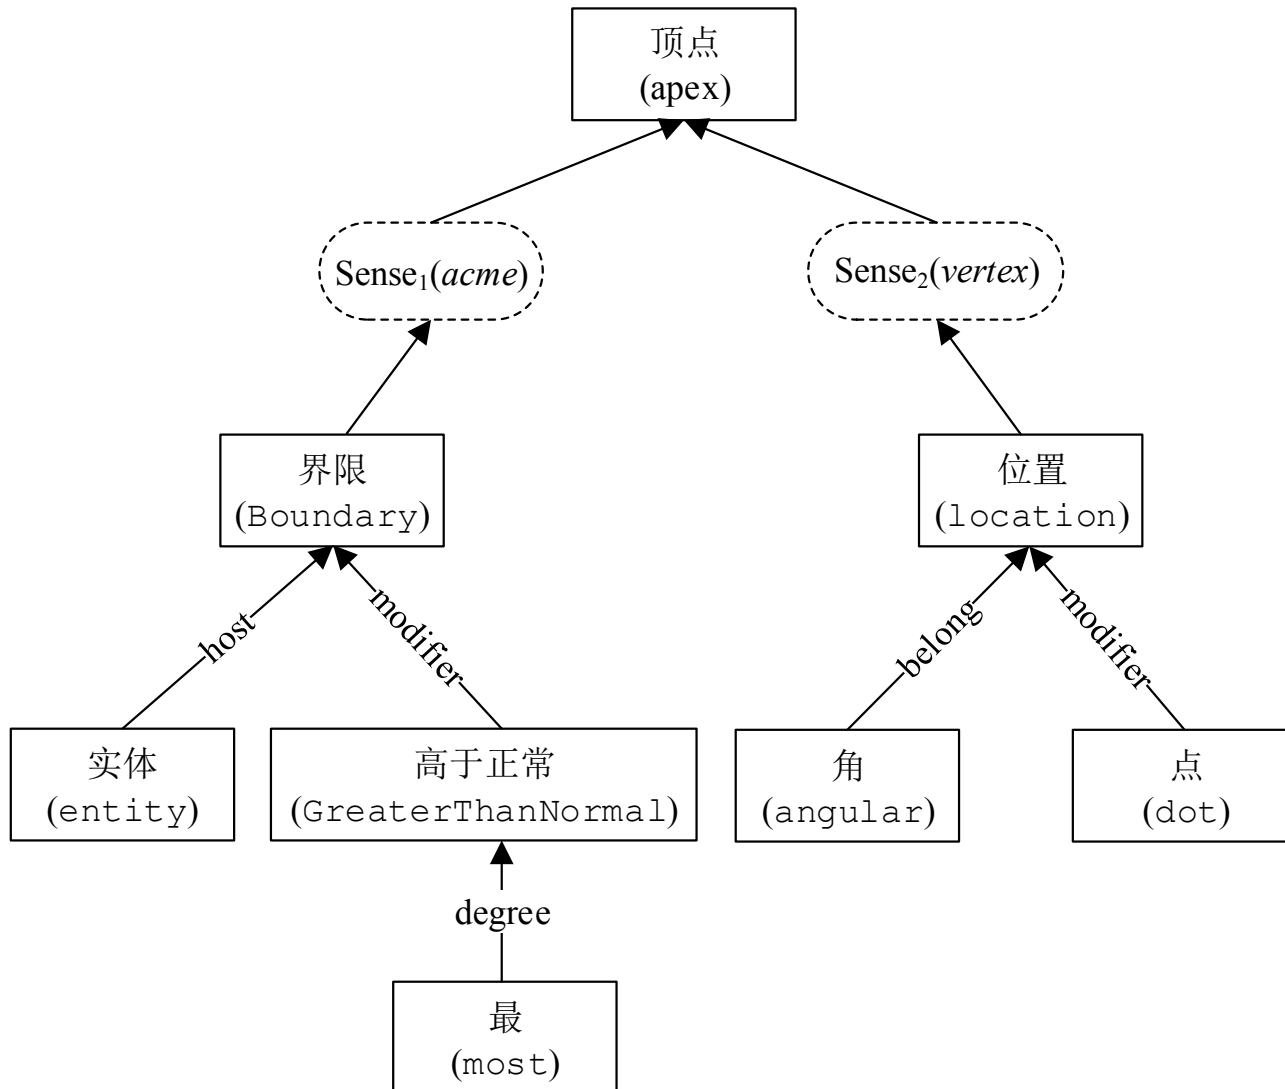 顶点
(apex)
Sense₁(acme)
Sense₂(vertex)
界限
(Boundary)
位置
(location)
host
modifier
belong
modifier
实体
(entity)
高于正常
(GreaterThanNormal)
角
(angular)
点
(dot)
degree
最
(most)